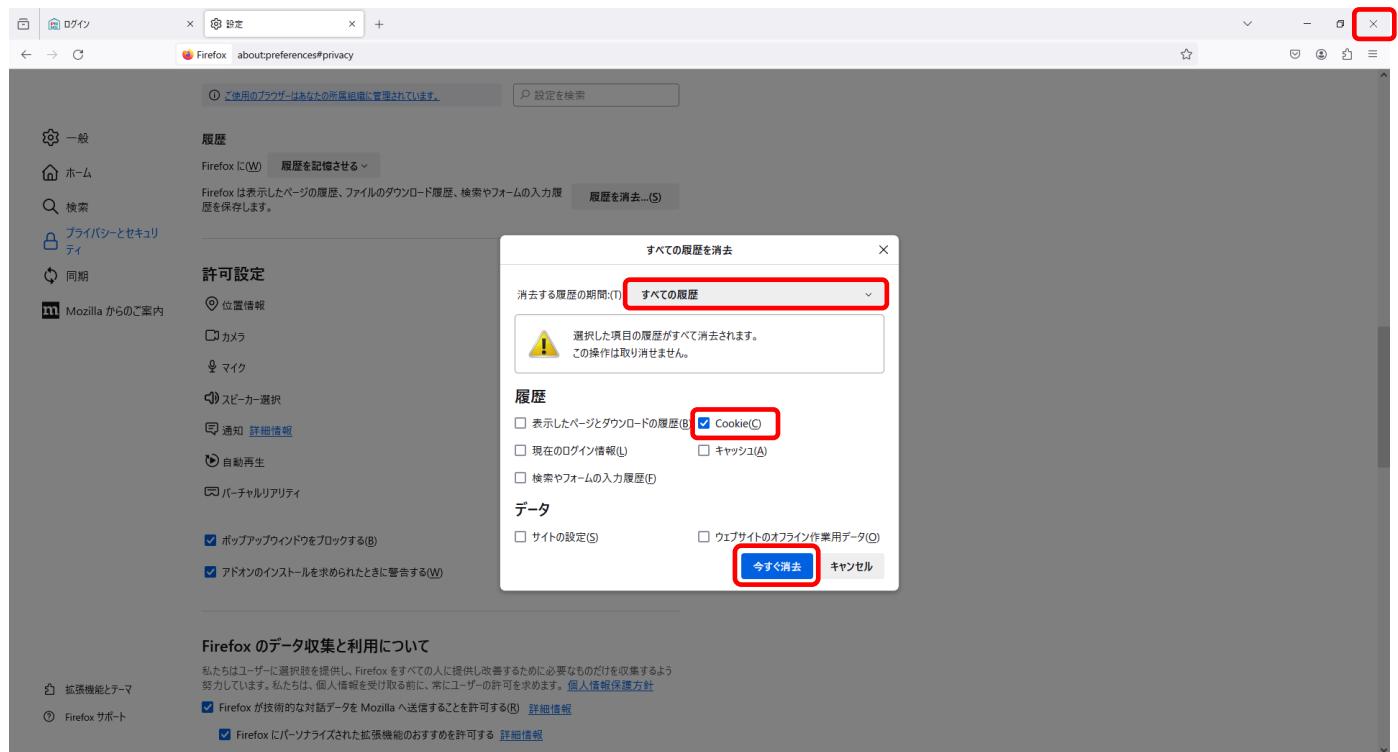 ログイン
設定
Firefox about:preferences#privacy
ご使用のブラウザーはあなたの所属組織に管理されています。
設定を検索
一般
ホーム
検索
プライバシーとセキュリ
ティ
同期
Mozilla からのご案内
履歴
Firefox に(W) 履歴を記憶させる
Firefox は表示したページの履歴、ファイルのダウンロード履歴、検索やフォームの入力履
歴を保存します。
履歴を消去...(S)
許可設定
位置情報
カメラ
マイク
スピーカー選択
通知 詳細情報
自動再生
バーチャルリアリティ
ポップアップウィンドウをブロックする(B)
アドオンのインストールを求められたときに警告する(W)
すべての履歴を消去
消去する履歴の期間:(T) すべての履歴
選択した項目の履歴がすべて消去されます。
この操作は取り消せません。
履歴
表示したページとダウンロードの履歴(B) Cookie(C)
現在のログイン情報(L) キャッシュ(A)
検索やフォームの入力履歴(F)
データ
サイトの設定(S) ウェブサイトのオフライン作業用データ(O)
今すぐ消去 キャンセル
Firefox のデータ収集と利用について
私たちはユーザーに選択肢を提供し、Firefox をすべての人に提供し改善するために必要なものだけを収集するよう
努力しています。私たちは、個人情報を受け取る前に、常にユーザーの許可を求めます。 個人情報保護方針
Firefox が技術的な対話データを Mozilla へ送信することを許可する(R) 詳細情報
Firefox にパーソナライズされた拡張機能のおすすめを許可する 詳細情報
拡張機能とテーマ
Firefox サポート